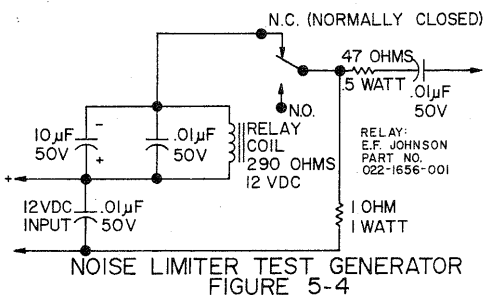 N.C. (NORMALLY CLOSED)
47 OHMS
.5 WATT
.01µF
50V
N.O.
10µF
50V
−
+
.01µF
50V
RELAY
COIL
290 OHMS
12 VDC
RELAY:
E.F. JOHNSON
PART NO.
022-1656-001
+
12VDC
INPUT
.01µF
50V
1 OHM
1 WATT
NOISE LIMITER TEST GENERATOR
FIGURE 5-4